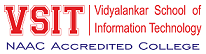 VSIT
Vidyalankar School of
Information Technology
NAAC Accredited College